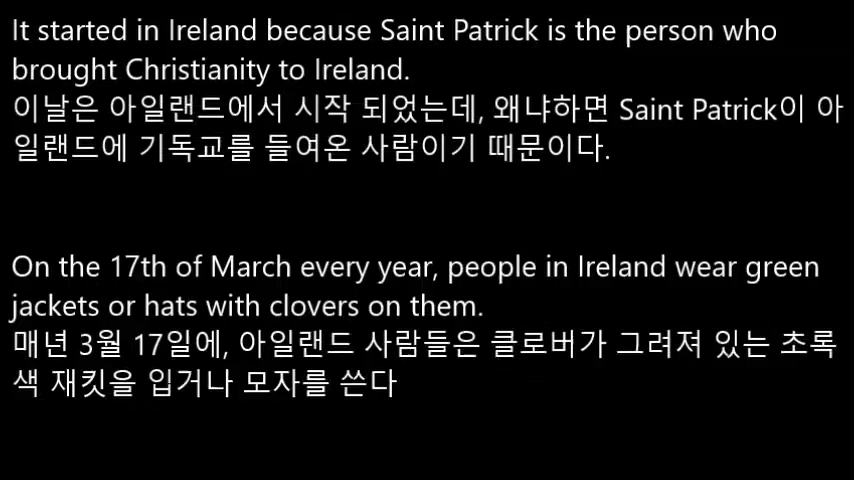 It started in Ireland because Saint Patrick is the person who
brought Christianity to Ireland.
이날은 아일랜드에서 시작 되었는데, 왜냐하면 Saint Patrick이 아
일랜드에 기독교를 들여온 사람이기 때문이다.
On the 17th of March every year, people in Ireland wear green
jackets or hats with clovers on them.
매년 3월 17일에, 아일랜드 사람들은 클로버가 그려져 있는 초록
색 재킷을 입거나 모자를 쓴다